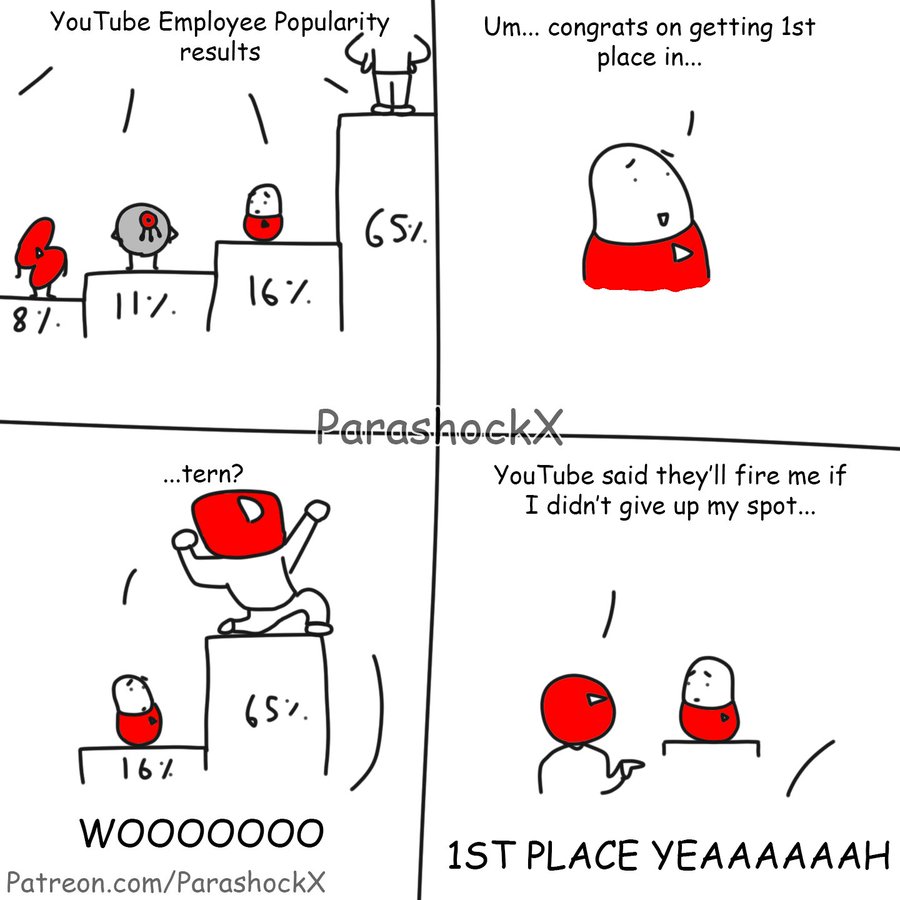 YouTube Employee Popularity
results
8%.
11%.
16%.
65%.
Um... congrats on getting 1st
place in...
ParashockX
...tern?
65%.
16%
WOOOOOOO
Patreon.com/ParashockX
YouTube said they'll fire me if
I didn't give up my spot...
1ST PLACE YEAAAAAAH